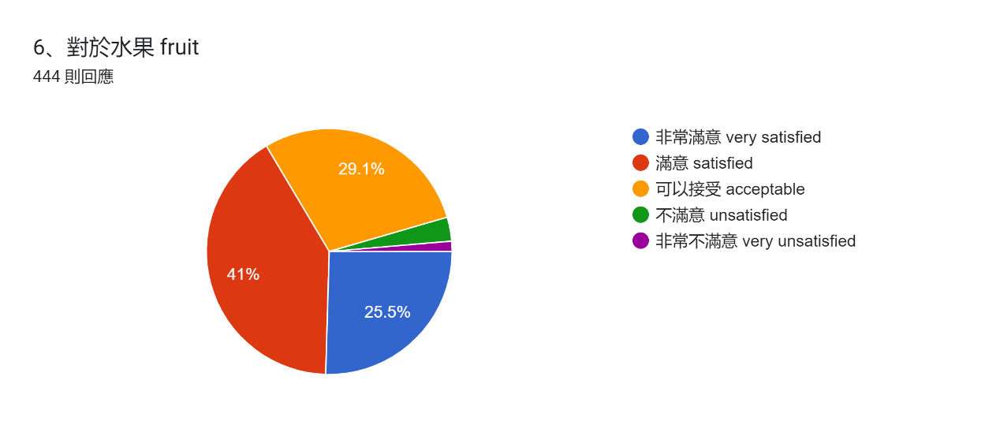 6、對於水果 fruit
444 則回應
29.1%
41%
25.5%
非常滿意 very satisfied
滿意 satisfied
可以接受 acceptable
不滿意 unsatisfied
非常不滿意 very unsatisfied